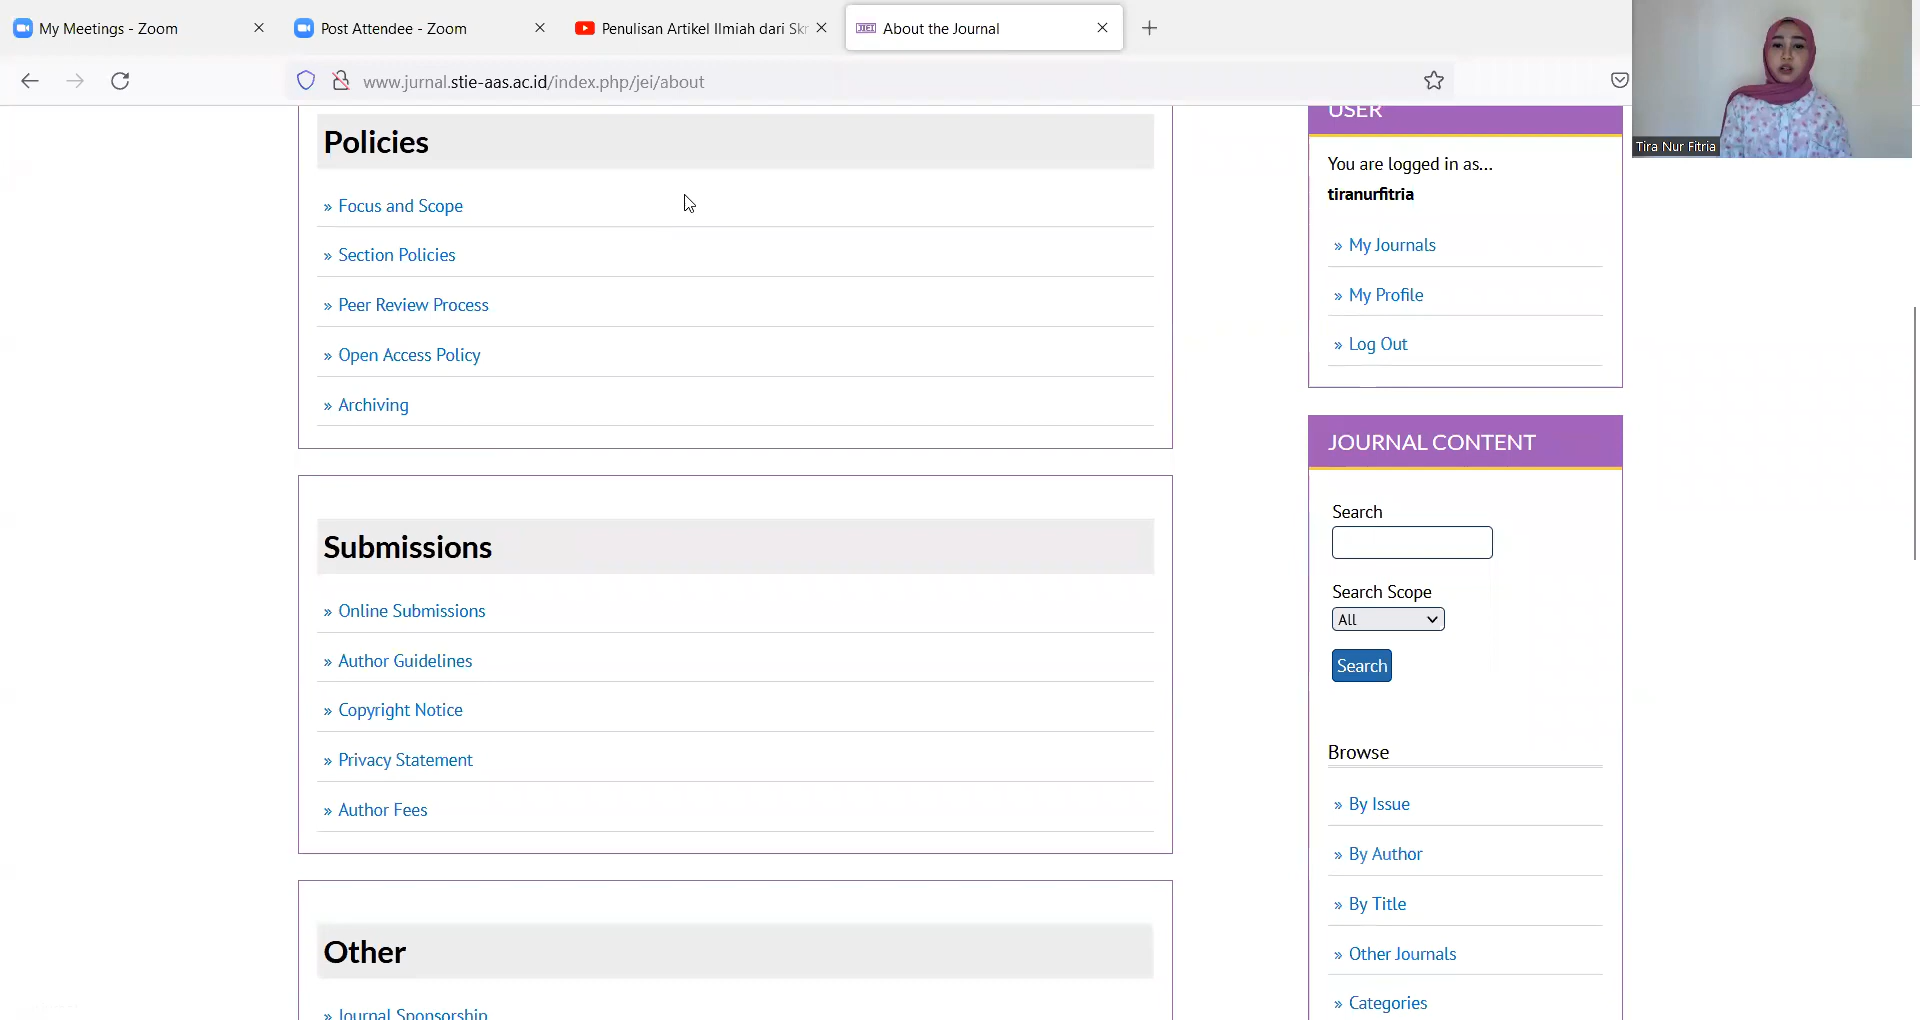 My Meetings - Zoom
Post Attendee - Zoom
Penulisan Artikel Ilmiah dari Skr
JIEI About the Journal
www.jurnal.stie-aas.ac.id/index.php/jei/about
Tira Nur Fitria
Policies
» Focus and Scope
» Section Policies
» Peer Review Process
» Open Access Policy
» Archiving
Submissions
» Online Submissions
» Author Guidelines
» Copyright Notice
» Privacy Statement
» Author Fees
Other
» Journal Sponsorship
USER
You are logged in as...
tiranurfitria
» My Journals
» My Profile
» Log Out
JOURNAL CONTENT
Search
Search Scope
All
Search
Browse
» By Issue
» By Author
» By Title
» Other Journals
» Categories